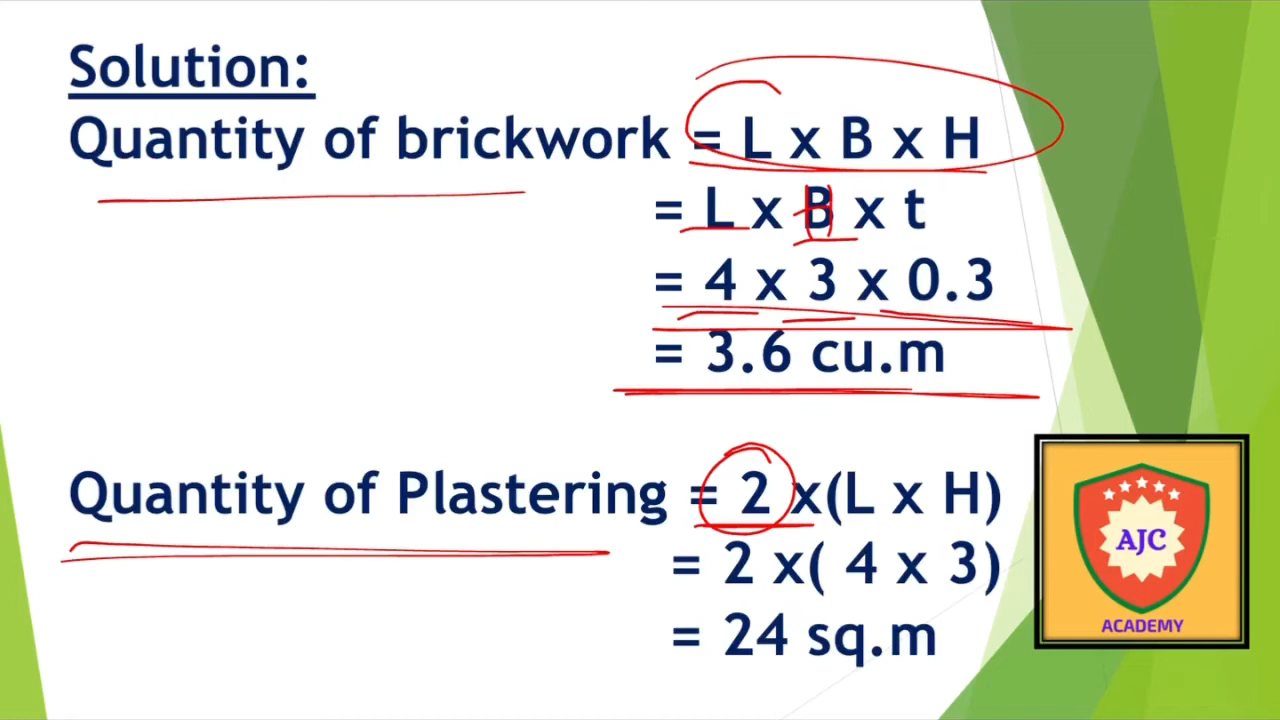 Solution:
Quantity of brickwork = L x B x H
= L x B x t
= 4 x 3 x 0.3
= 3.6 cu.m
Quantity of Plastering = 2 x(L x H)
= 2 x( 4 x 3)
= 24 sq.m
AJC
ACADEMY